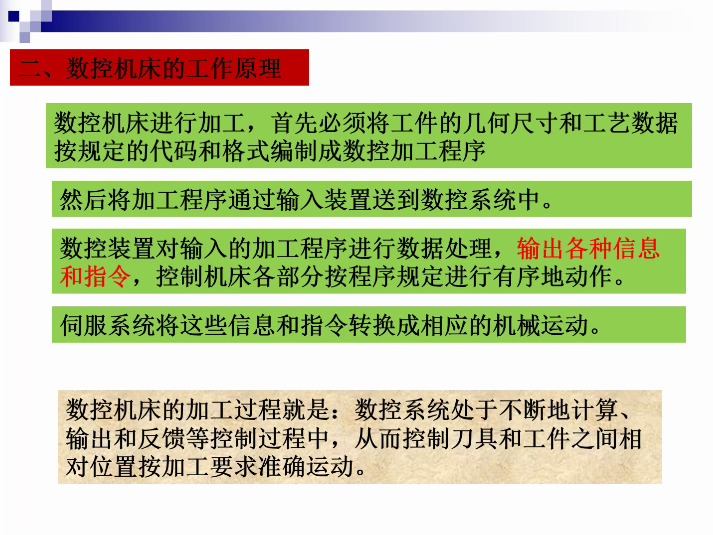 二、数控机床的工作原理
数控机床进行加工，首先必须将工件的几何尺寸和工艺数据
按规定的代码和格式编制成数控加工程序
然后将加工程序通过输入装置送到数控系统中。
数控装置对输入的加工程序进行数据处理，输出各种信息
和指令，控制机床各部分按程序规定进行有序地动作。
伺服系统将这些信息和指令转换成相应的机械运动。
数控机床的加工过程就是：数控系统处于不断地计算、
输出和反馈等控制过程中，从而控制刀具和工件之间相
对位置按加工要求准确运动。